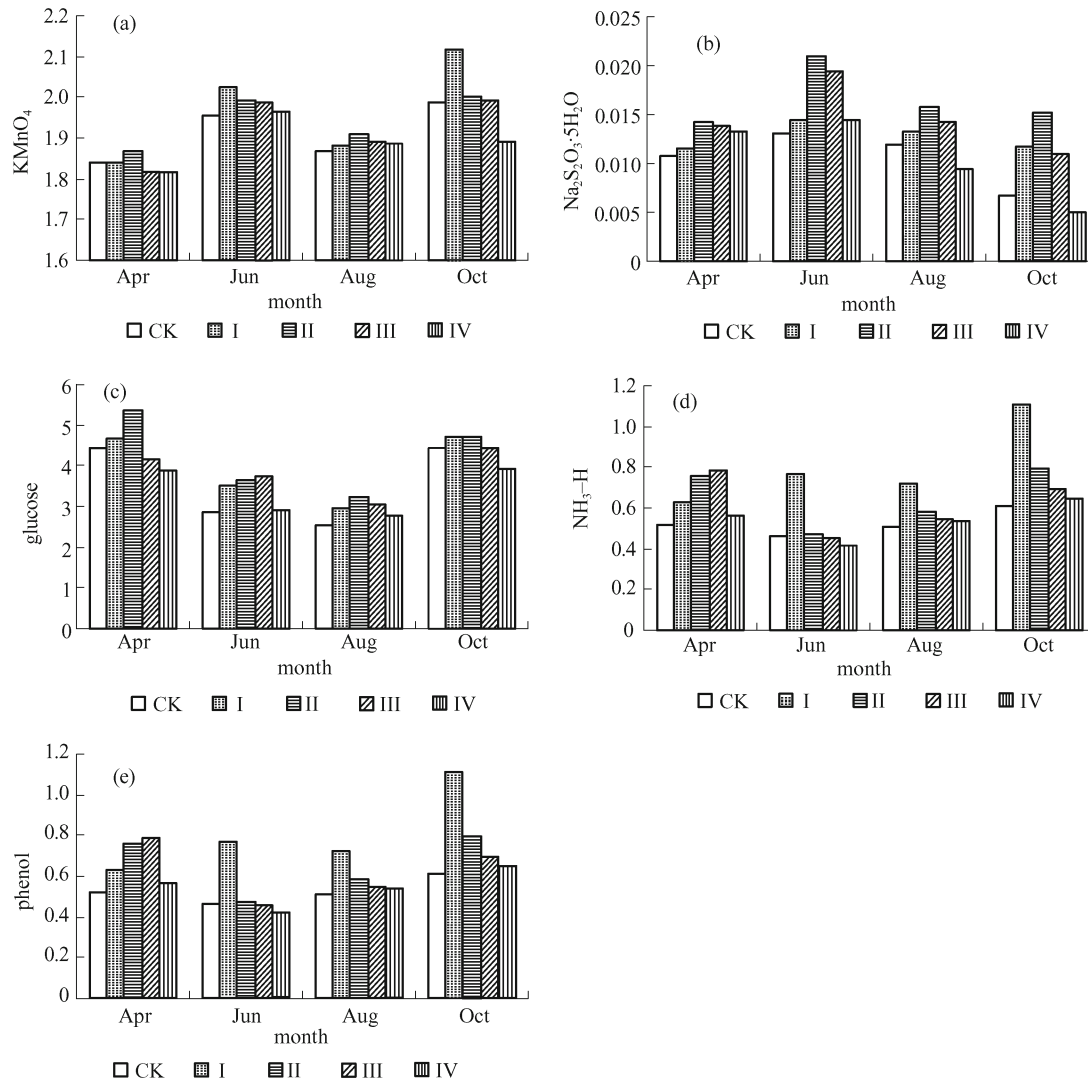 (a)
KMnO₄
2.2
2.1
2.0
1.9
1.8
1.7
1.6
Apr Jun Aug Oct
month
CK I II III IV
(b)
Na₂S₂O₃·5H₂O
0.025
0.020
0.015
0.010
0.005
0
Apr Jun Aug Oct
month
CK I II III IV
(c)
glucose
6
5
4
3
2
1
0
Apr Jun Aug Oct
month
CK I II III IV
(d)
NH₃–H
1.2
1.0
0.8
0.6
0.4
0.2
0
Apr Jun Aug Oct
month
CK I II III IV
(e)
phenol
1.2
1.0
0.8
0.6
0.4
0.2
0
Apr Jun Aug Oct
month
CK I II III IV